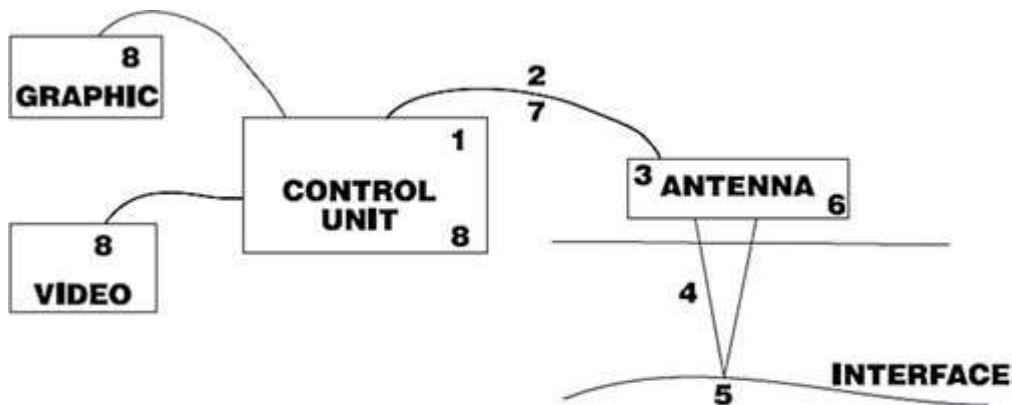 8
GRAPHIC
2
7
1
CONTROL
UNIT
8
3 ANTENNA 6
8
VIDEO
4
5
INTERFACE